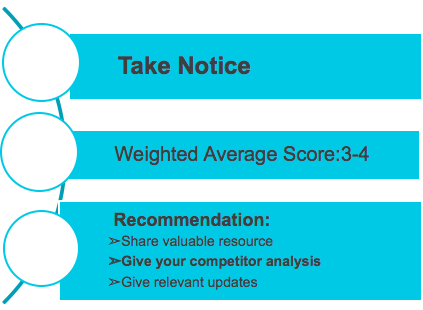 Take Notice
Weighted Average Score:3-4
Recommendation:
➢Share valuable resource
➢Give your competitor analysis
➢Give relevant updates